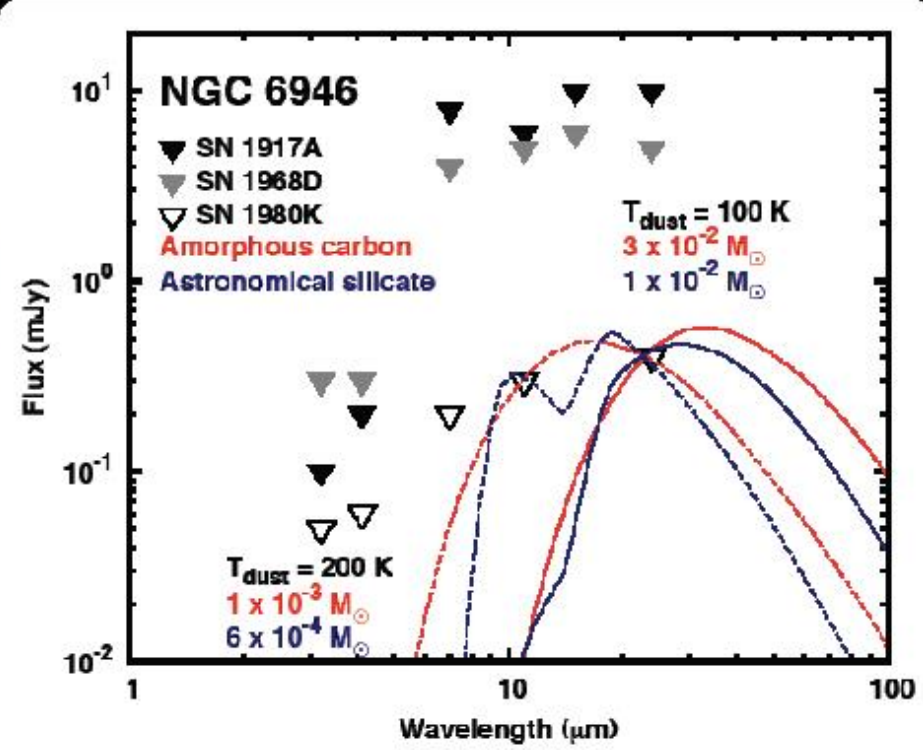 NGC 6946
SN 1917A
SN 1968D
SN 1980K
Amorphous carbon
Astronomical silicate
T_dust = 100 K
3 x 10^-2 M_☉
1 x 10^-2 M_☉
T_dust = 200 K
1 x 10^-3 M_☉
6 x 10^-4 M_☉
10^1
10^0
10^-1
10^-2
Flux (mJy)
1 10 100
Wavelength (μm)